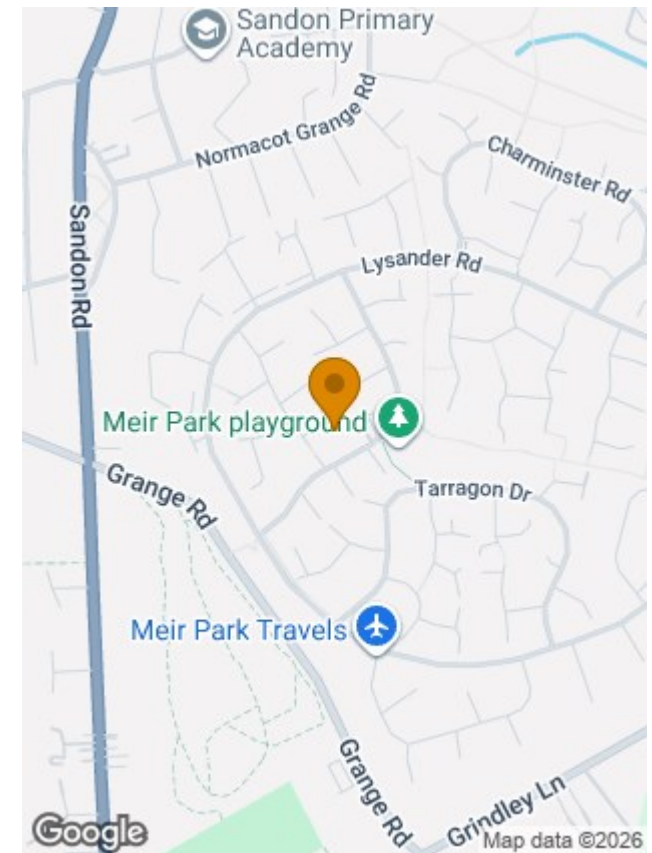 Sandon Primary
Academy
Normacot Grange Rd
Charminster Rd
Sandon Rd
Lysander Rd
Meir Park playground
Grange Rd
Tarragon Dr
Meir Park Travels
Grange Rd
Grindley Ln
Google
Map data ©2026